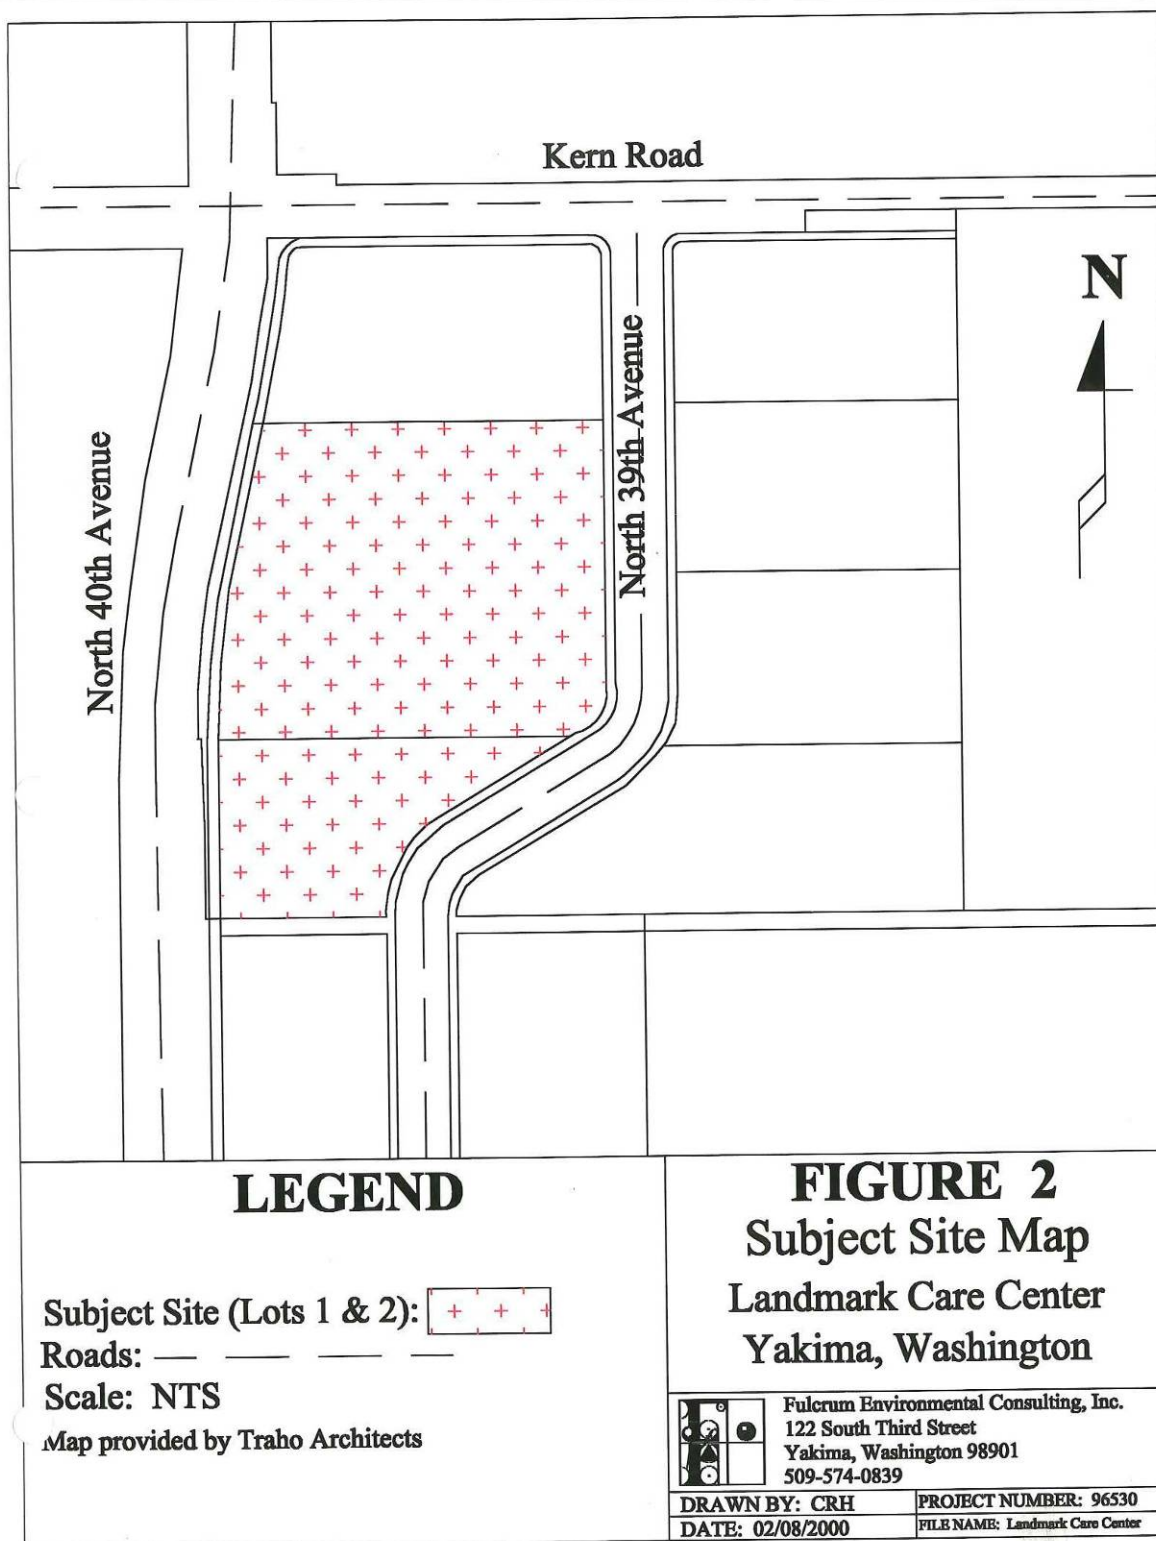 Kern Road
N
North 39th Avenue
North 40th Avenue
LEGEND
Subject Site (Lots 1 & 2):
Roads:
Scale: NTS
Map provided by Traho Architects
FIGURE 2
Subject Site Map
Landmark Care Center
Yakima, Washington
Fulcrum Environmental Consulting, Inc.
122 South Third Street
Yakima, Washington 98901
509-574-0839
DRAWN BY: CRH
PROJECT NUMBER: 96530
DATE: 02/08/2000
FILE NAME: Landmark Care Center